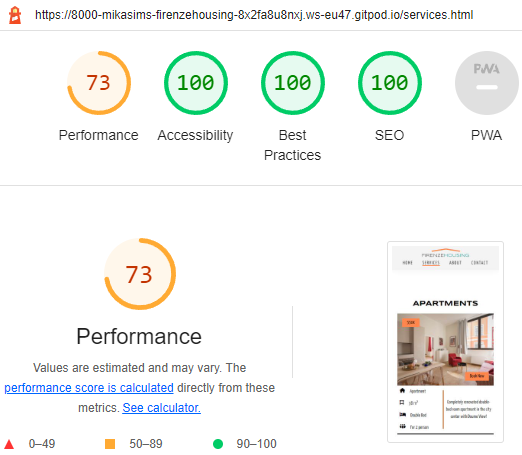 https://8000-mikasims-firenzehousing-8x2fa8u8nxj.ws-eu47.gitpod.io/services.html
73
100
100
100
PWA
Performance
Accessibility
Best
Practices
SEO
PWA
73
Performance
Values are estimated and may vary. The
performance score is calculated directly from these
metrics. See calculator.
0–49
50–89
90–100
FIRENZEHOUSING
HOME SERVICES ABOUT CONTACT
APARTMENTS
Book Now
Apartment
Double Bed
For 2 persons
Completely renovated double
bedroom apartment in the city
center with Duomo View!